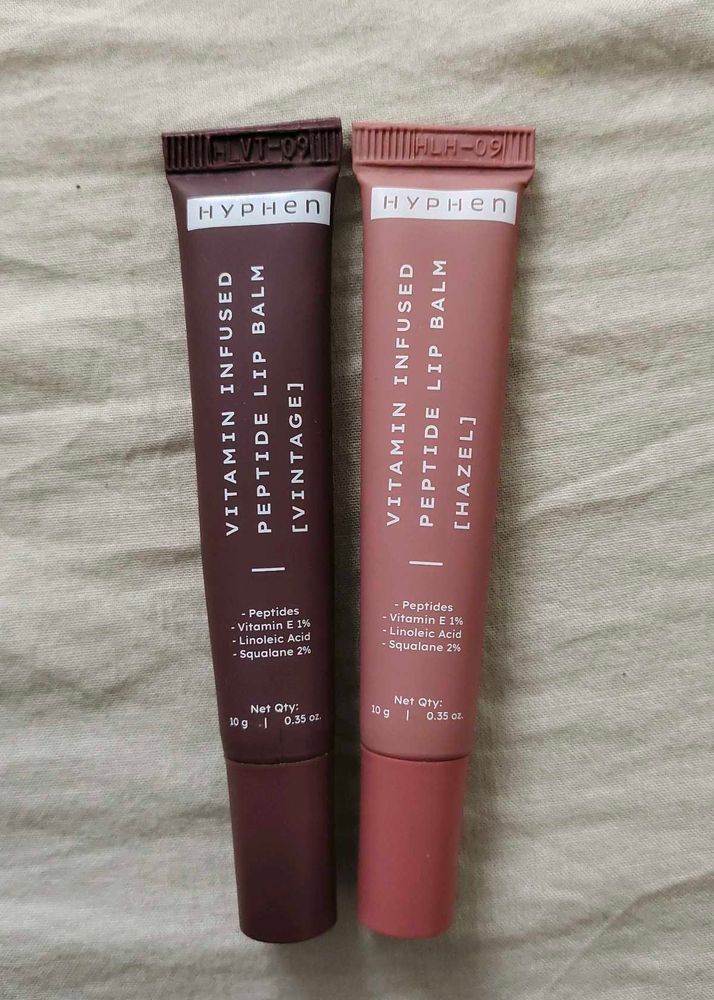 HLVT-09
HYPHEN
VITAMIN INFUSED
PEPTIDE LIP BALM
[VINTAGE]
- Peptides
- Vitamin E 1%
- Linoleic Acid
- Squalane 2%
Net Qty:
10 g | 0.35 oz.
HLH-09
HYPHEN
VITAMIN INFUSED
PEPTIDE LIP BALM
[HAZEL]
- Peptides
- Vitamin E 1%
- Linoleic Acid
- Squalane 2%
Net Qty:
10 g | 0.35 oz.